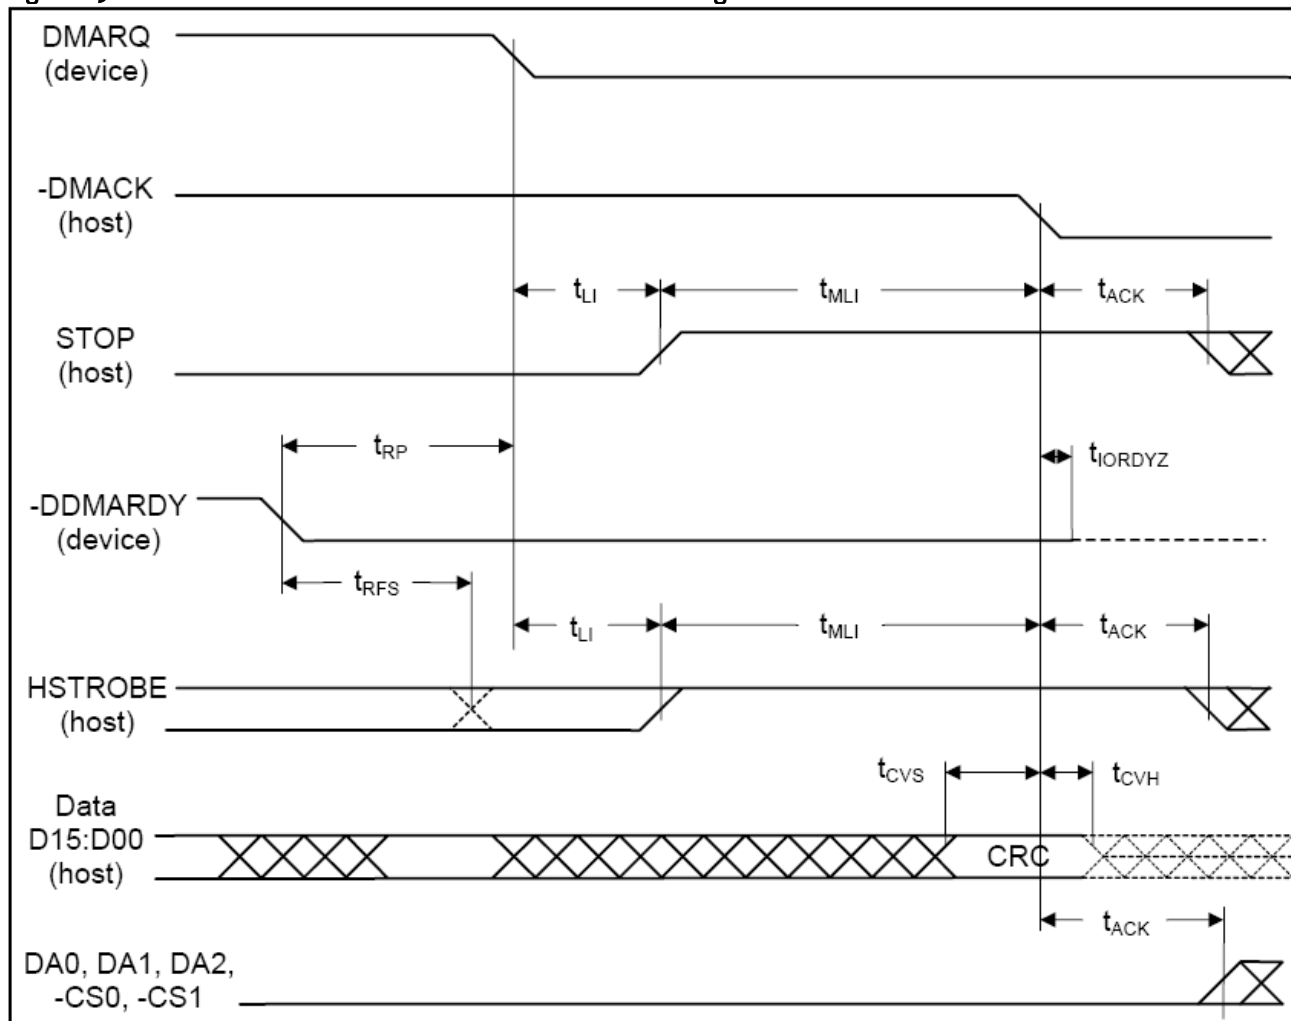 DMARQ
(device)
-DMACK
(host)
tLI
tMLI
tACK
STOP
(host)
tRP
tIORDYZ
-DDMARDY
(device)
tRFS
tLI
tMLI
tACK
HSTROBE
(host)
tCVS
tCVH
Data
D15:D00
(host)
CRC
tACK
DA0, DA1, DA2,
-CS0, -CS1